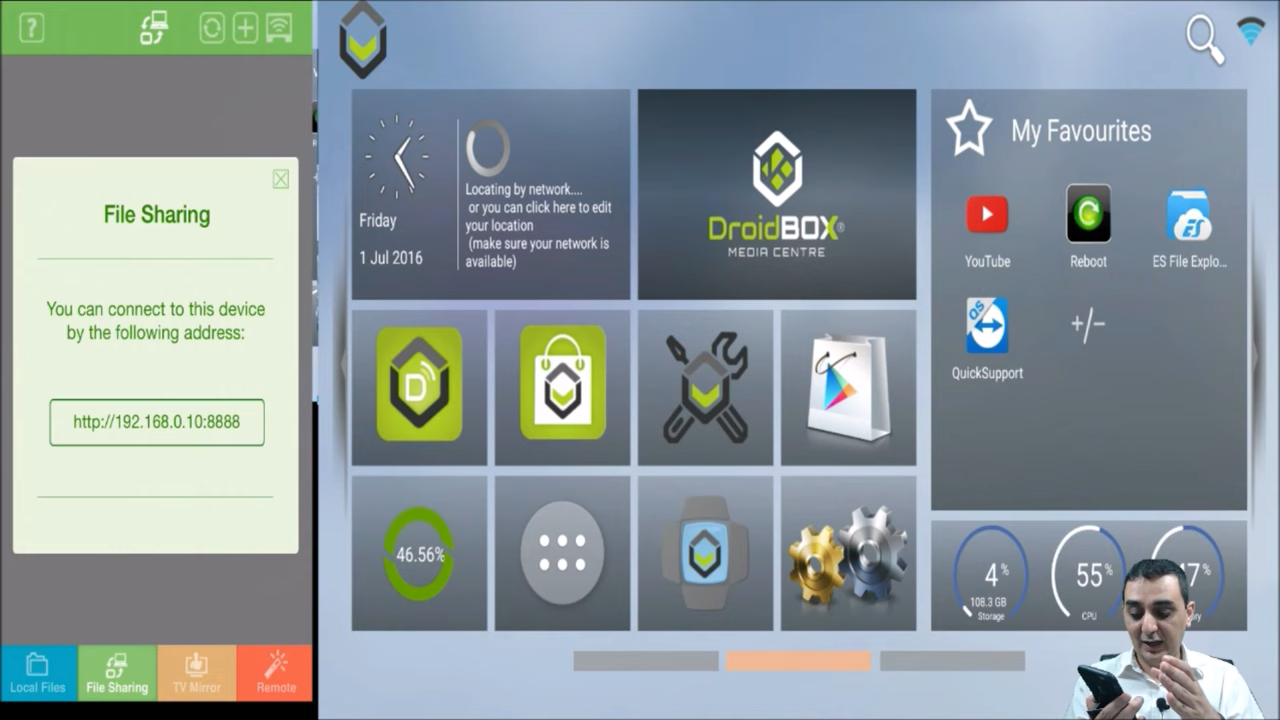 ?
File Sharing
You can connect to this device
by the following address:
http://192.168.0.10:8888
Local Files
File Sharing
TV Mirror
Remote
Friday
1 Jul 2016
Locating by network....
or you can click here to edit
your location
(make sure your network is
available)
DroidBOX®
MEDIA CENTRE
My Favourites
YouTube
Reboot
ES
ES File Explo...
QS
QuickSupport
+/-
D
46.56%
4%
108.3 GB
Storage
55%
CPU